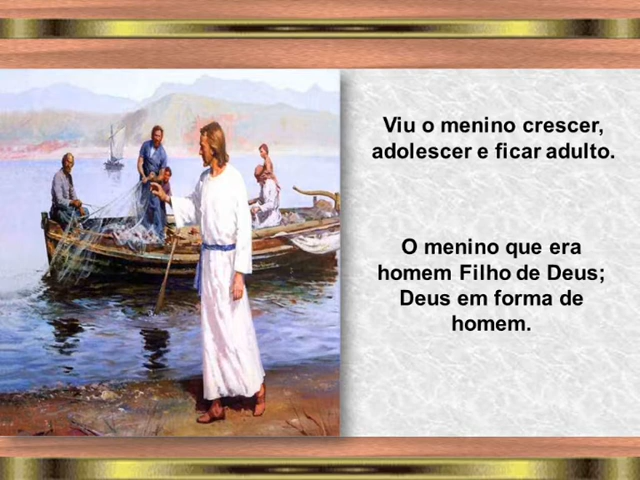 Viu o menino crescer,
adolescer e ficar adulto.
O menino que era
homem Filho de Deus;
Deus em forma de
homem.